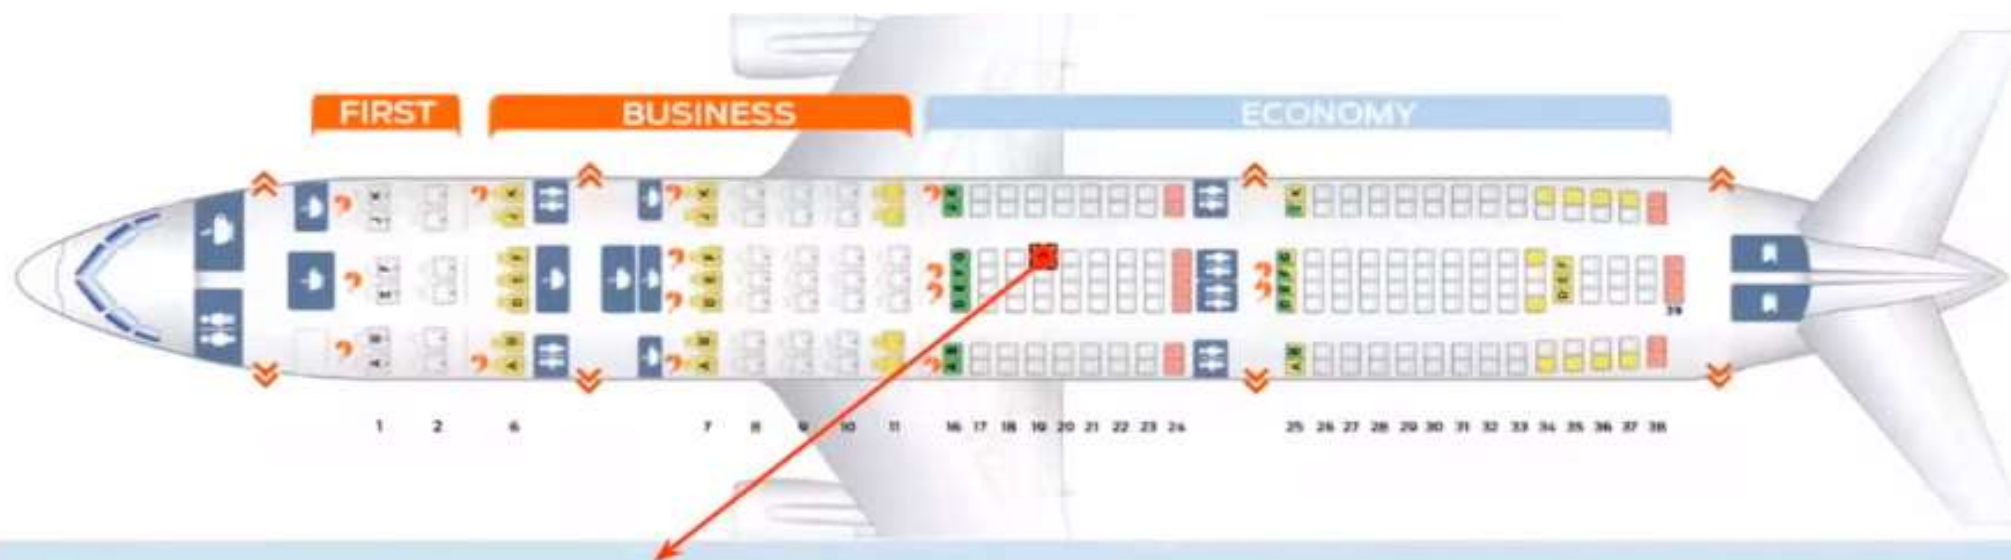 FIRST BUSINESS ECONOMY
J K J K J K J K J K
D E F D E F D E F G D E F G D E F
E F
A B A B A B A B A B
39
1 2 6 7 8 9 10 11 16 17 18 19 20 21 22 23 24 25 26 27 28 29 30 31 32 33 34 35 36 37 38